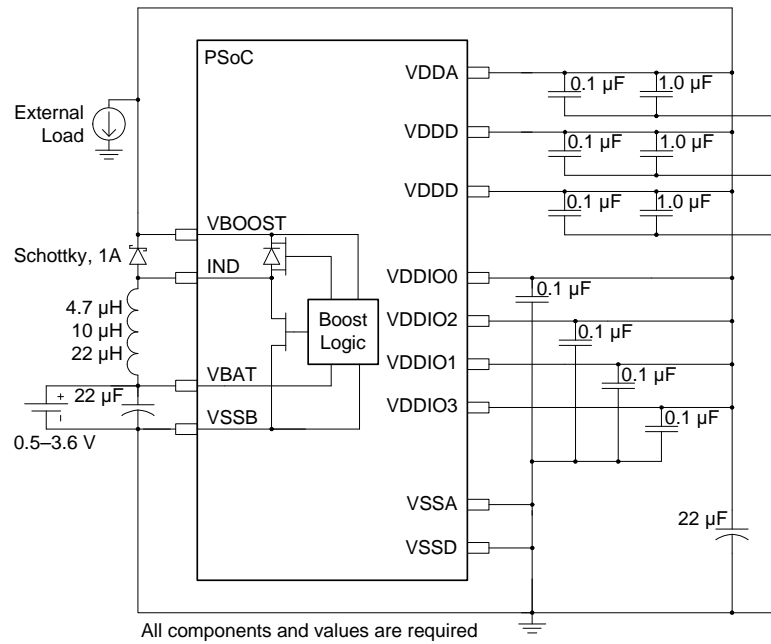 PSoC
VDDA
0.1 µF
1.0 µF
External
Load
VDDD
0.1 µF
1.0 µF
VDDD
0.1 µF
1.0 µF
VBOOST
Schottky, 1A
IND
VDDIO0
0.1 µF
4.7 µH
10 µH
22 µH
Boost
Logic
VDDIO2
0.1 µF
VDDIO1
0.1 µF
VBAT
22 µF
VDDIO3
0.1 µF
VSSB
+
0.5–3.6 V
VSSA
VSSD
22 µF
All components and values are required